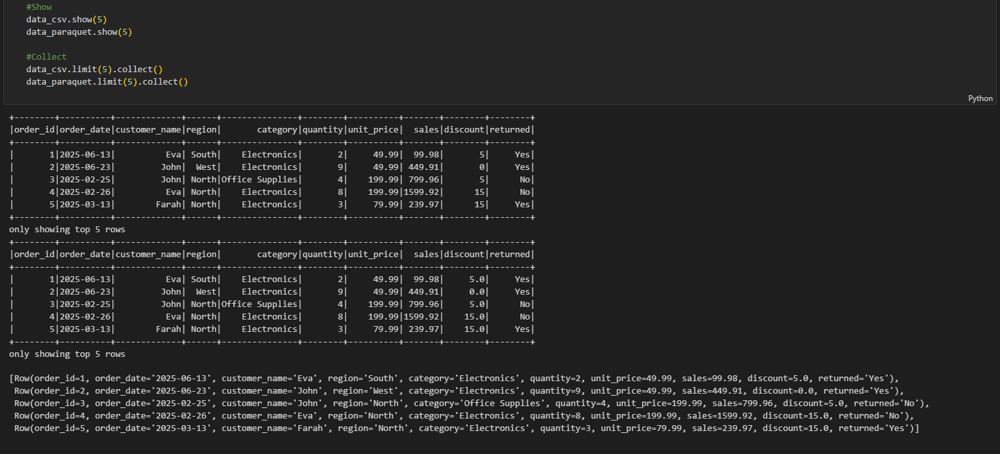 #Show
data_csv.show(5)
data_paraquet.show(5)
#Collect
data_csv.limit(5).collect()
data_paraquet.limit(5).collect()
Python
+--------+----------+-------------+------+---------------+--------+----------+-------+--------+--------+
|order_id|order_date|customer_name|region|       category|quantity|unit_price|  sales|discount|returned|
+--------+----------+-------------+------+---------------+--------+----------+-------+--------+--------+
|       1|2025-06-13|          Eva| South|    Electronics|       2|     49.99|  99.98|       5|     Yes|
|       2|2025-06-23|         John|  West|    Electronics|       9|     49.99| 449.91|       0|     Yes|
|       3|2025-02-25|         John| North|Office Supplies|       4|    199.99| 799.96|       5|      No|
|       4|2025-02-26|          Eva| North|    Electronics|       8|    199.99|1599.92|      15|      No|
|       5|2025-03-13|        Farah| North|    Electronics|       3|     79.99| 239.97|      15|     Yes|
+--------+----------+-------------+------+---------------+--------+----------+-------+--------+--------+
only showing top 5 rows
+--------+----------+-------------+------+---------------+--------+----------+-------+--------+--------+
|order_id|order_date|customer_name|region|       category|quantity|unit_price|  sales|discount|returned|
+--------+----------+-------------+------+---------------+--------+----------+-------+--------+--------+
|       1|2025-06-13|          Eva| South|    Electronics|       2|     49.99|  99.98|     5.0|     Yes|
|       2|2025-06-23|         John|  West|    Electronics|       9|     49.99| 449.91|     0.0|     Yes|
|       3|2025-02-25|         John| North|Office Supplies|       4|    199.99| 799.96|     5.0|      No|
|       4|2025-02-26|          Eva| North|    Electronics|       8|    199.99|1599.92|    15.0|      No|
|       5|2025-03-13|        Farah| North|    Electronics|       3|     79.99| 239.97|    15.0|     Yes|
+--------+----------+-------------+------+---------------+--------+----------+-------+--------+--------+
only showing top 5 rows
[Row(order_id=1, order_date='2025-06-13', customer_name='Eva', region='South', category='Electronics', quantity=2, unit_price=49.99, sales=99.98, discount=5.0, returned='Yes'),
 Row(order_id=2, order_date='2025-06-23', customer_name='John', region='West', category='Electronics', quantity=9, unit_price=49.99, sales=449.91, discount=0.0, returned='Yes'),
 Row(order_id=3, order_date='2025-02-25', customer_name='John', region='North', category='Office Supplies', quantity=4, unit_price=199.99, sales=799.96, discount=5.0, returned='No'),
 Row(order_id=4, order_date='2025-02-26', customer_name='Eva', region='North', category='Electronics', quantity=8, unit_price=199.99, sales=1599.92, discount=15.0, returned='No'),
 Row(order_id=5, order_date='2025-03-13', customer_name='Farah', region='North', category='Electronics', quantity=3, unit_price=79.99, sales=239.97, discount=15.0, returned='Yes')]